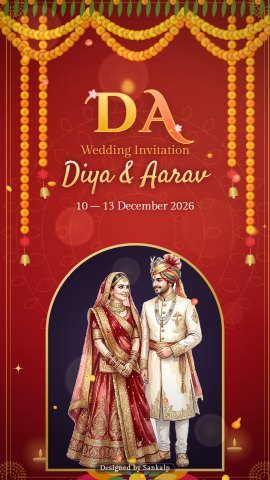 DA
Wedding Invitation
Diya & Aarav
10 — 13 December 2026
Designed by Sankalp